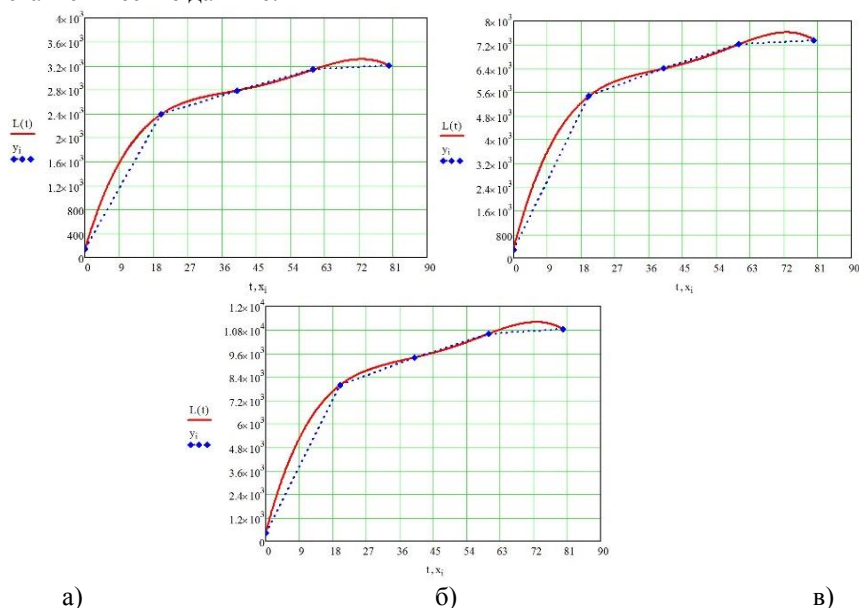 4×10³
3.6×10³
3.2×10³
2.8×10³
2.4×10³
2×10³
1.6×10³
1.2×10³
800
400
0
L(t)
yᵢ
0 9 18 27 36 45 54 63 72 81 90
t,xᵢ
8×10³
7.2×10³
6.4×10³
5.6×10³
4.8×10³
4×10³
3.2×10³
2.4×10³
1.6×10³
800
0
L(t)
yᵢ
0 9 18 27 36 45 54 63 72 81 90
t,xᵢ
1.2×10⁴
1.08×10⁴
9.6×10³
8.4×10³
7.2×10³
6×10³
4.8×10³
3.6×10³
2.4×10³
1.2×10³
0
L(t)
yᵢ
0 9 18 27 36 45 54 63 72 81 90
t,xᵢ
а) б) в)